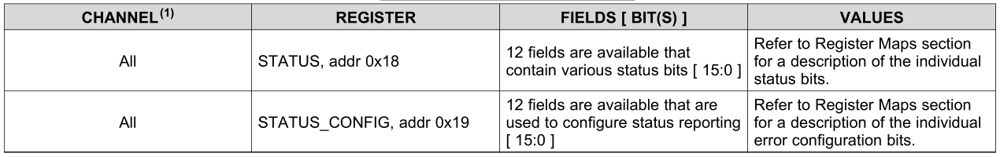 CHANNEL(1) REGISTER FIELDS [ BIT(S) ] VALUES
All
STATUS, addr 0x18
12 fields are available that
contain various status bits [ 15:0 ]
Refer to Register Maps section
for a description of the individual
status bits.
All
STATUS_CONFIG, addr 0x19
12 fields are available that are
used to configure status reporting
[ 15:0 ]
Refer to Register Maps section
for a description of the individual
error configuration bits.